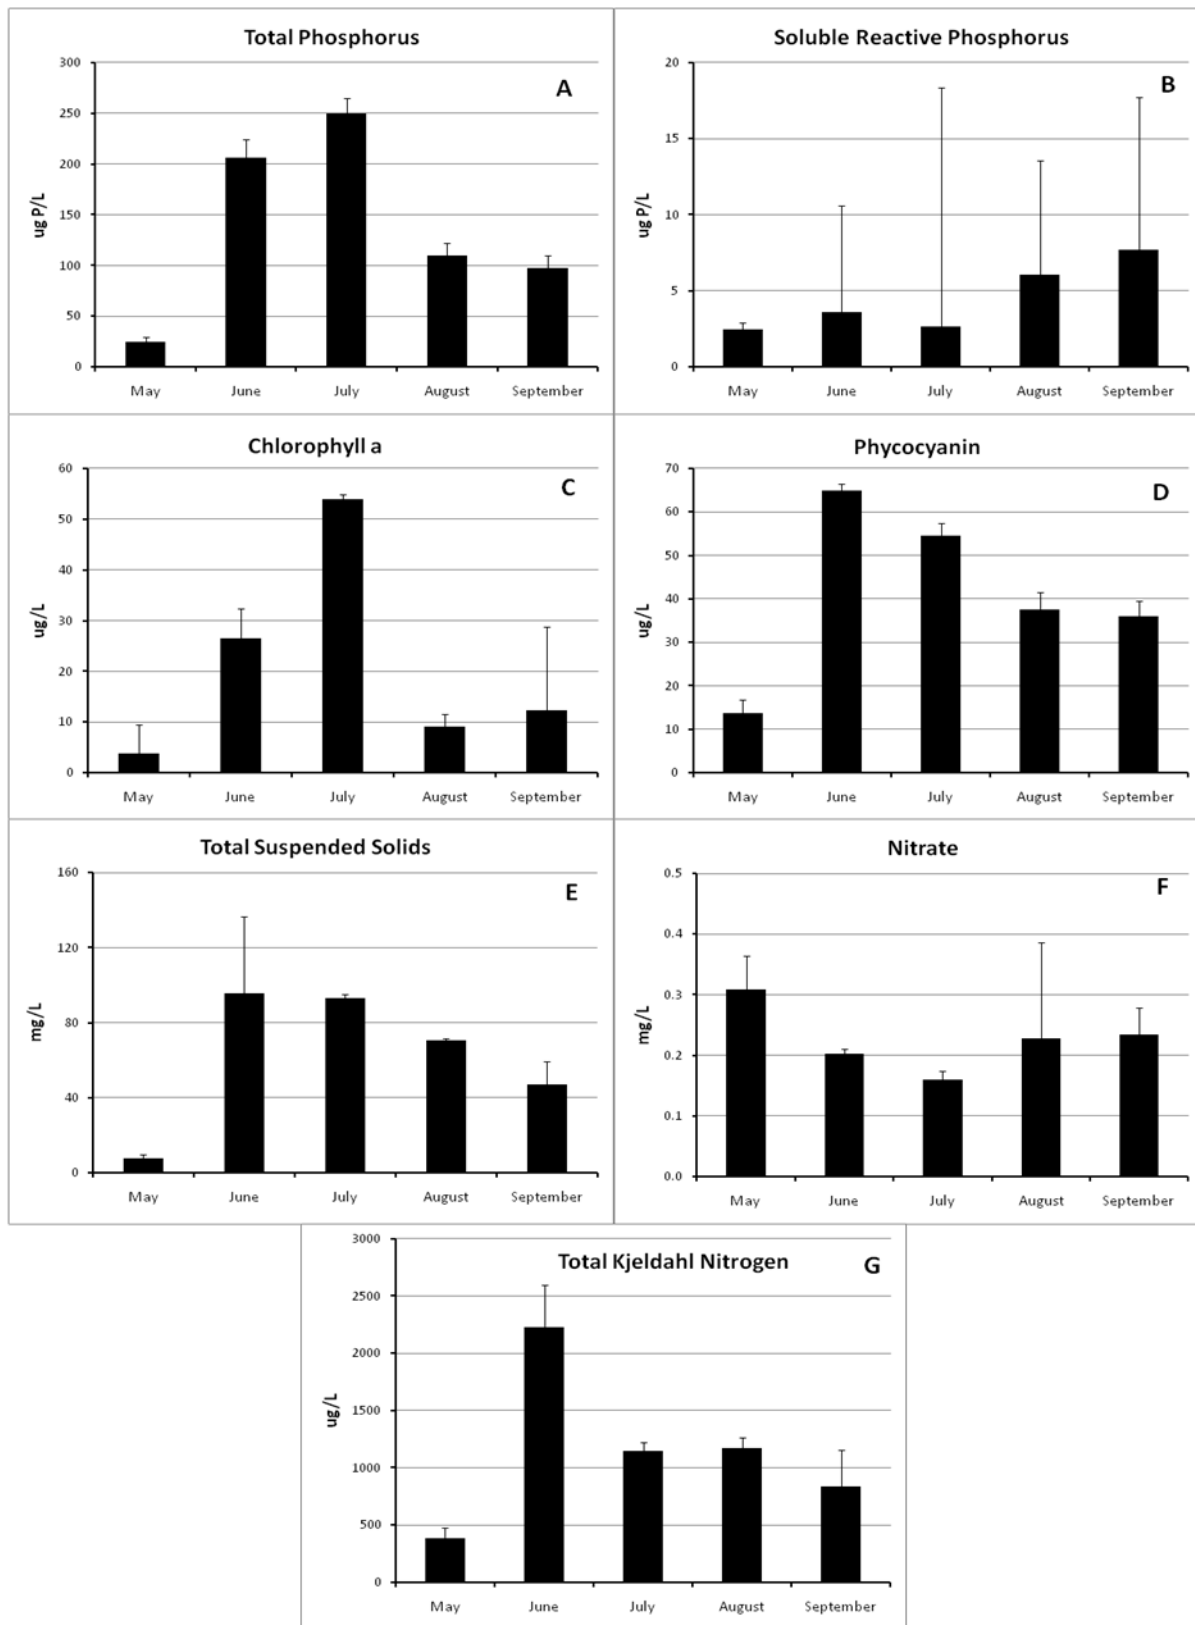 Total Phosphorus
A
300
250
200
150
100
50
0
ug P/L
May June July August September
Soluble Reactive Phosphorus
B
20
15
10
5
0
ug P/L
May June July August September
Chlorophyll a
C
60
50
40
30
20
10
0
ug/L
May June July August September
Phycocyanin
D
70
60
50
40
30
20
10
0
ug/L
May June July August September
Total Suspended Solids
E
160
120
80
40
0
mg/L
May June July August September
Nitrate
F
0.5
0.4
0.3
0.2
0.1
0.0
mg/L
May June July August September
Total Kjeldahl Nitrogen
G
3000
2500
2000
1500
1000
500
0
ug/L
May June July August September